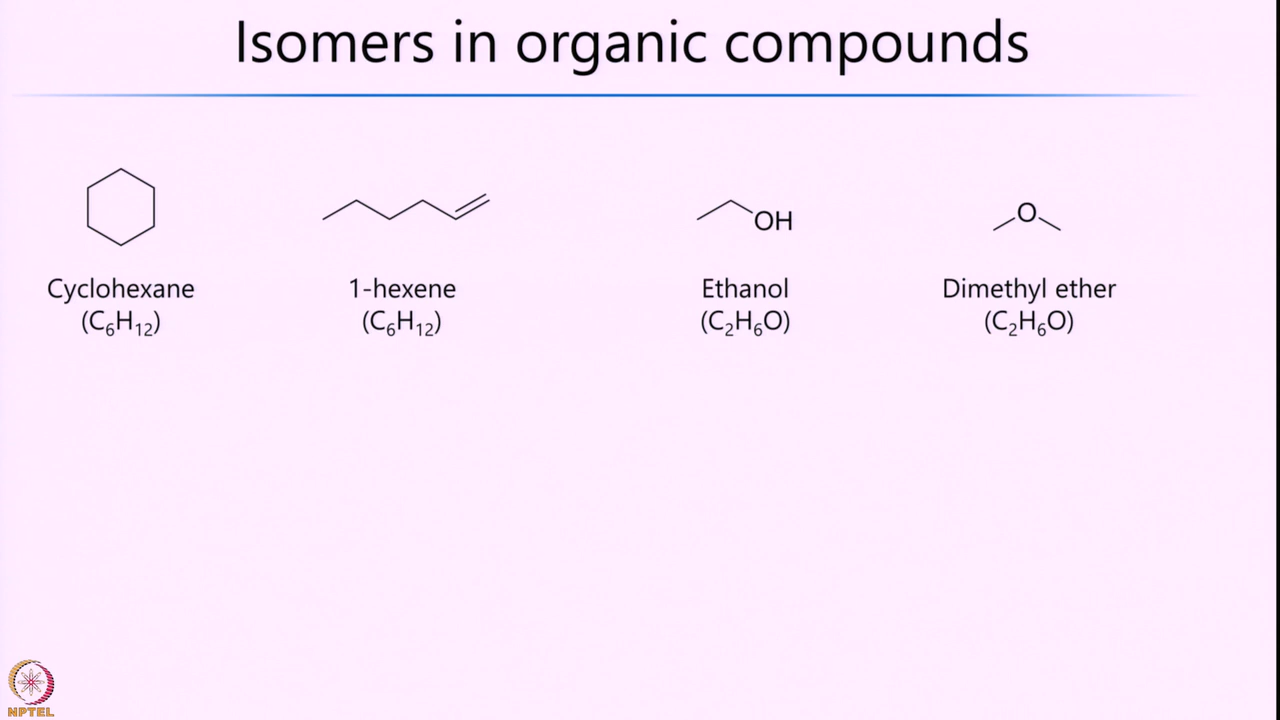 Isomers in organic compounds
OH
O
Cyclohexane
(C₆H₁₂)
1-hexene
(C₆H₁₂)
Ethanol
(C₂H₆O)
Dimethyl ether
(C₂H₆O)
NPTEL